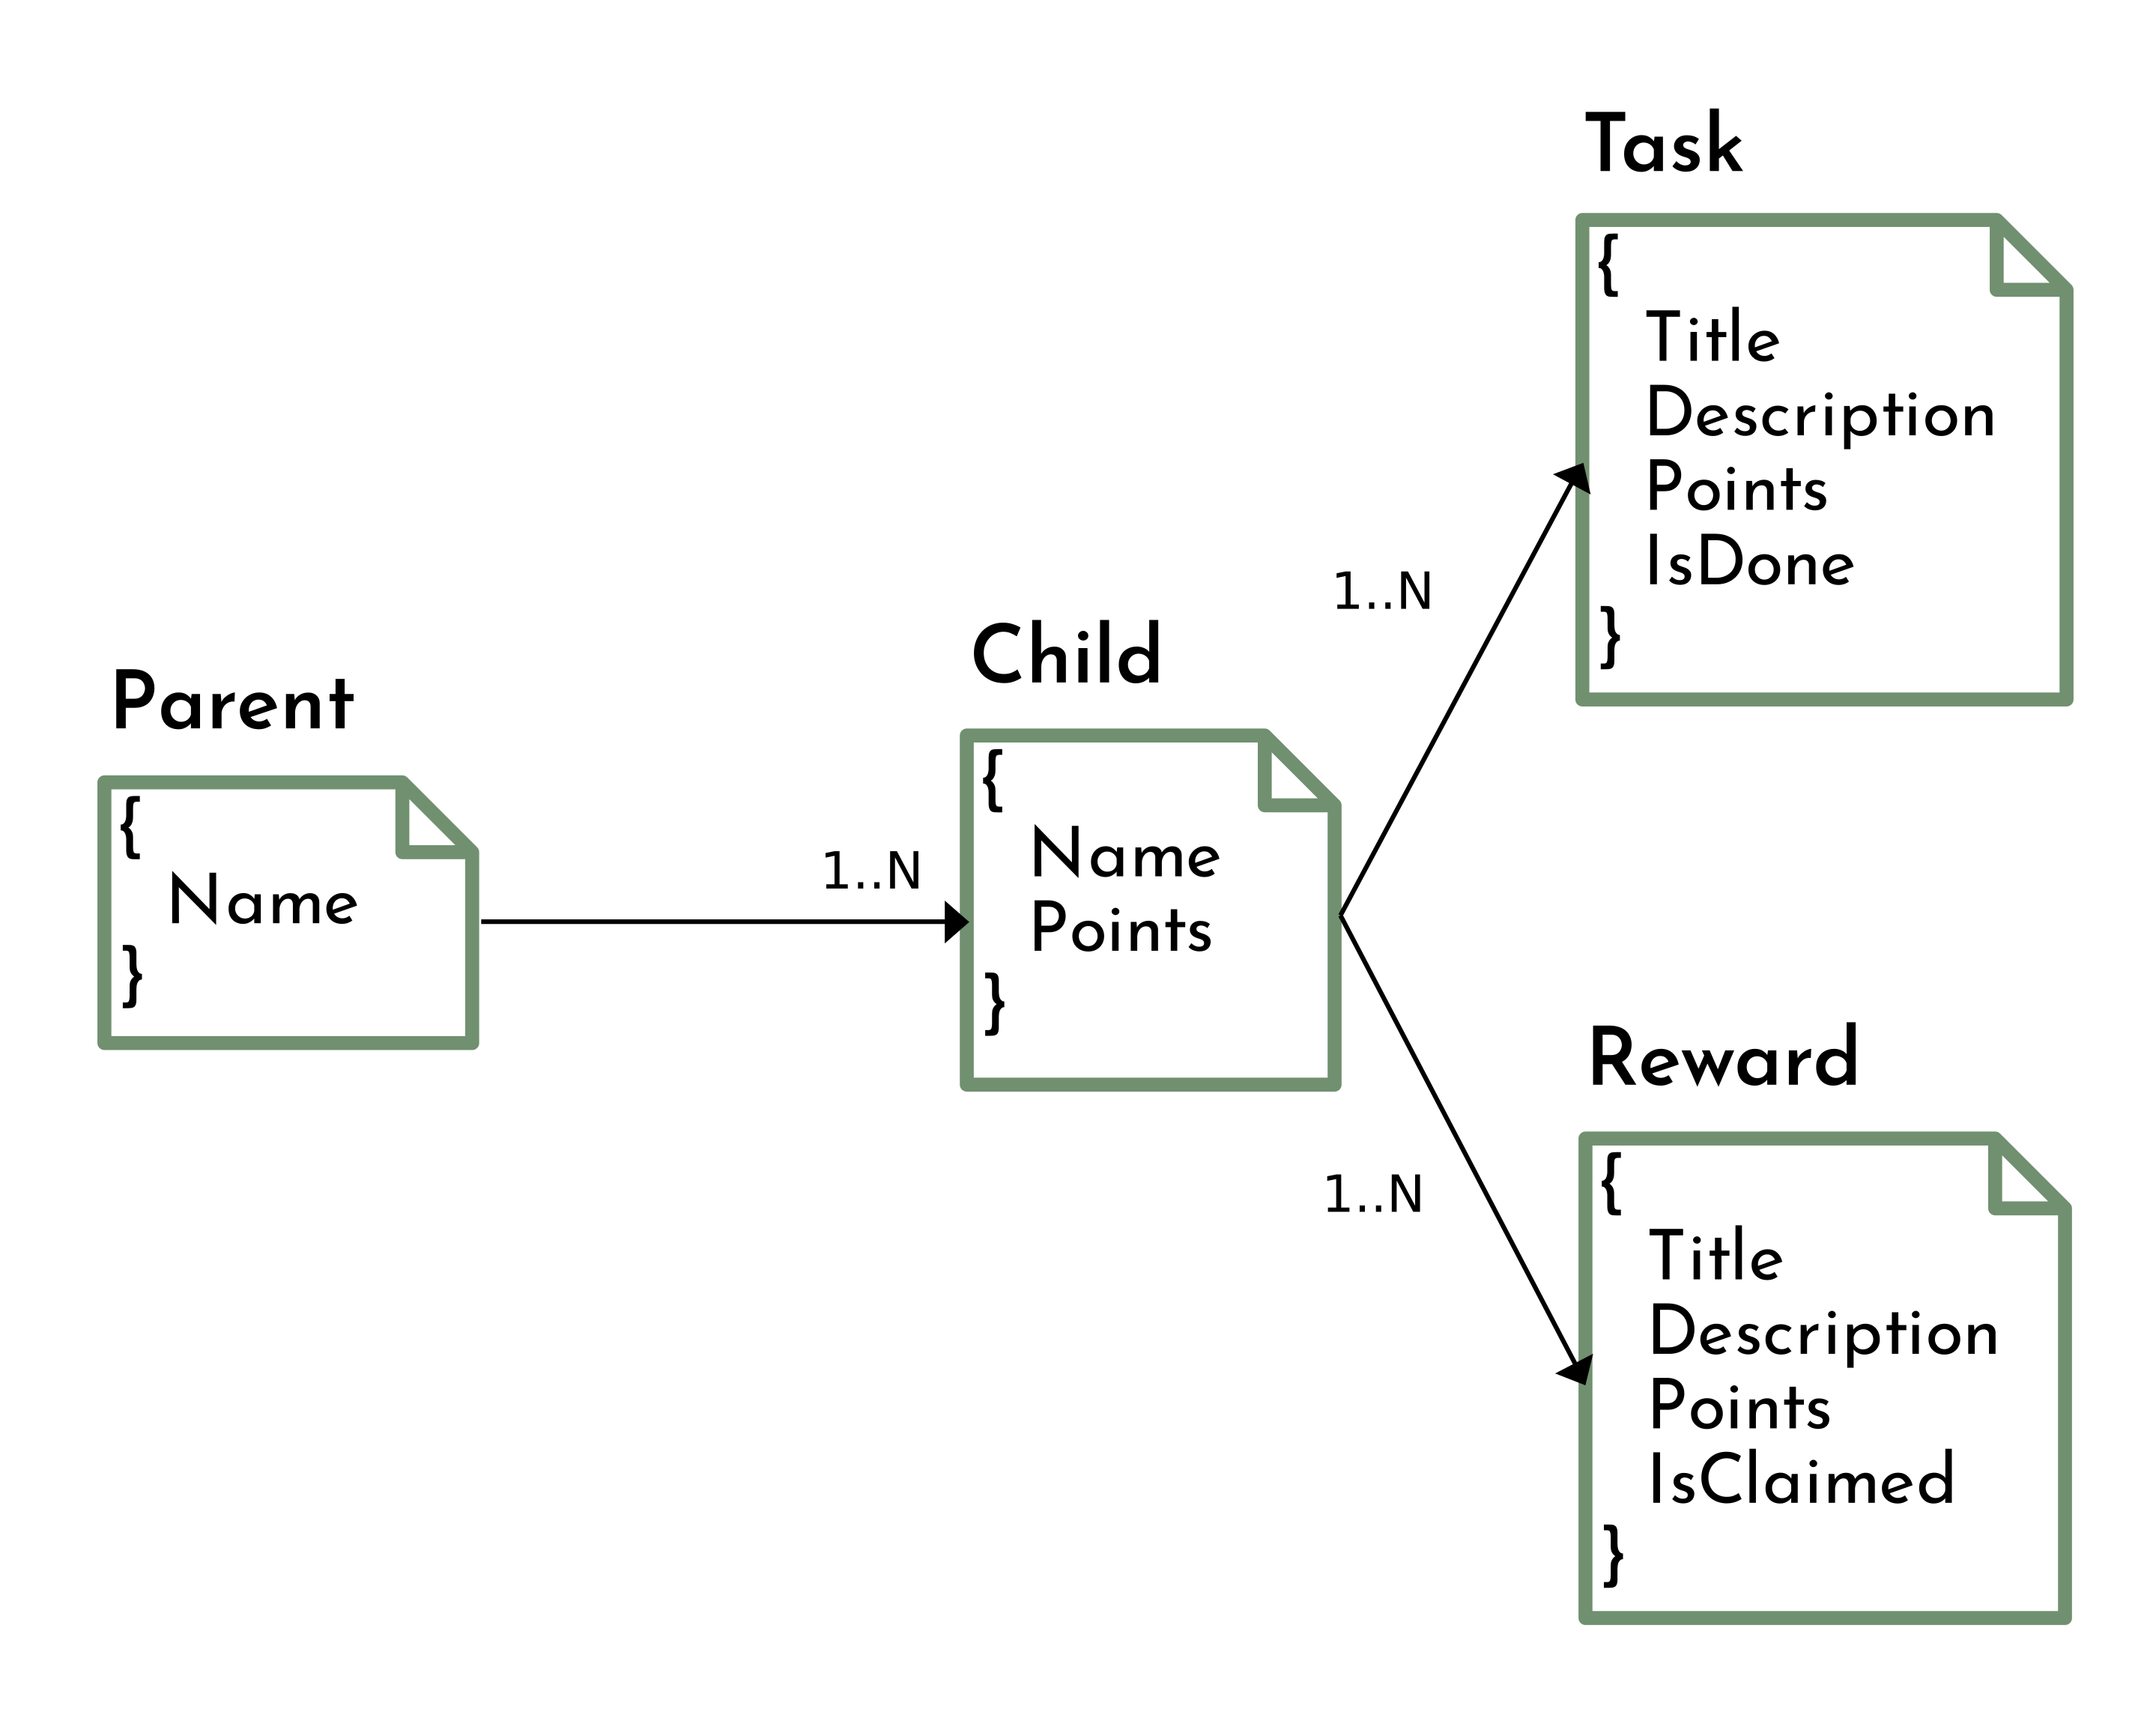 Parent
{
Name
}
1..N
Child
{
Name
Points
}
1..N
Task
{
Title
Description
Points
IsDone
}
1..N
Reward
{
Title
Description
Points
IsClaimed
}